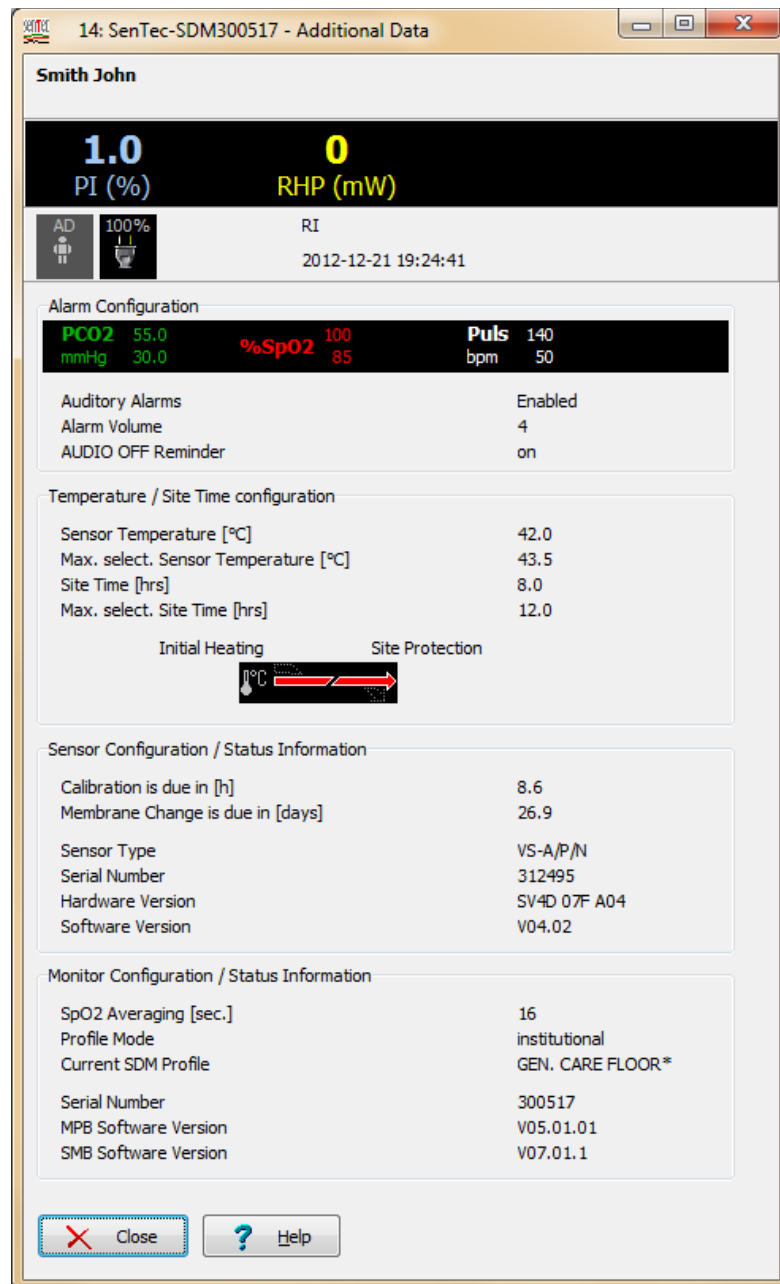 SenTec
14: SenTec-SDM300517 - Additional Data
Smith John
1.0 0
PI (%) RHP (mW)
AD 100% RI
2012-12-21 19:24:41
Alarm Configuration
PCO2 55.0 %SpO2 100 Puls 140
mmHg 30.0 85 bpm 50
Auditory Alarms Enabled
Alarm Volume 4
AUDIO OFF Reminder on
Temperature / Site Time configuration
Sensor Temperature [°C] 42.0
Max. select. Sensor Temperature [°C] 43.5
Site Time [hrs] 8.0
Max. select. Site Time [hrs] 12.0
Initial Heating Site Protection
°C
Sensor Configuration / Status Information
Calibration is due in [h] 8.6
Membrane Change is due in [days] 26.9
Sensor Type VS-A/P/N
Serial Number 312495
Hardware Version SV4D 07F A04
Software Version V04.02
Monitor Configuration / Status Information
SpO2 Averaging [sec.] 16
Profile Mode institutional
Current SDM Profile GEN. CARE FLOOR*
Serial Number 300517
MPB Software Version V05.01.01
SMB Software Version V07.01.1
Close ? Help